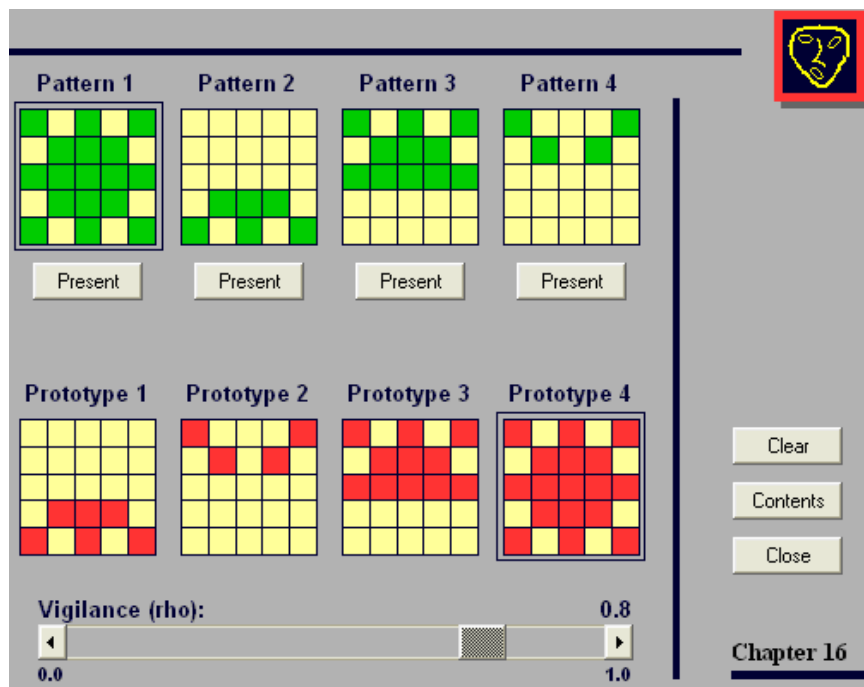 Pattern 1 Pattern 2 Pattern 3 Pattern 4
Present Present Present Present
Prototype 1 Prototype 2 Prototype 3 Prototype 4
Clear
Contents
Close
Vigilance (rho): 0.8
0.0 1.0
Chapter 16